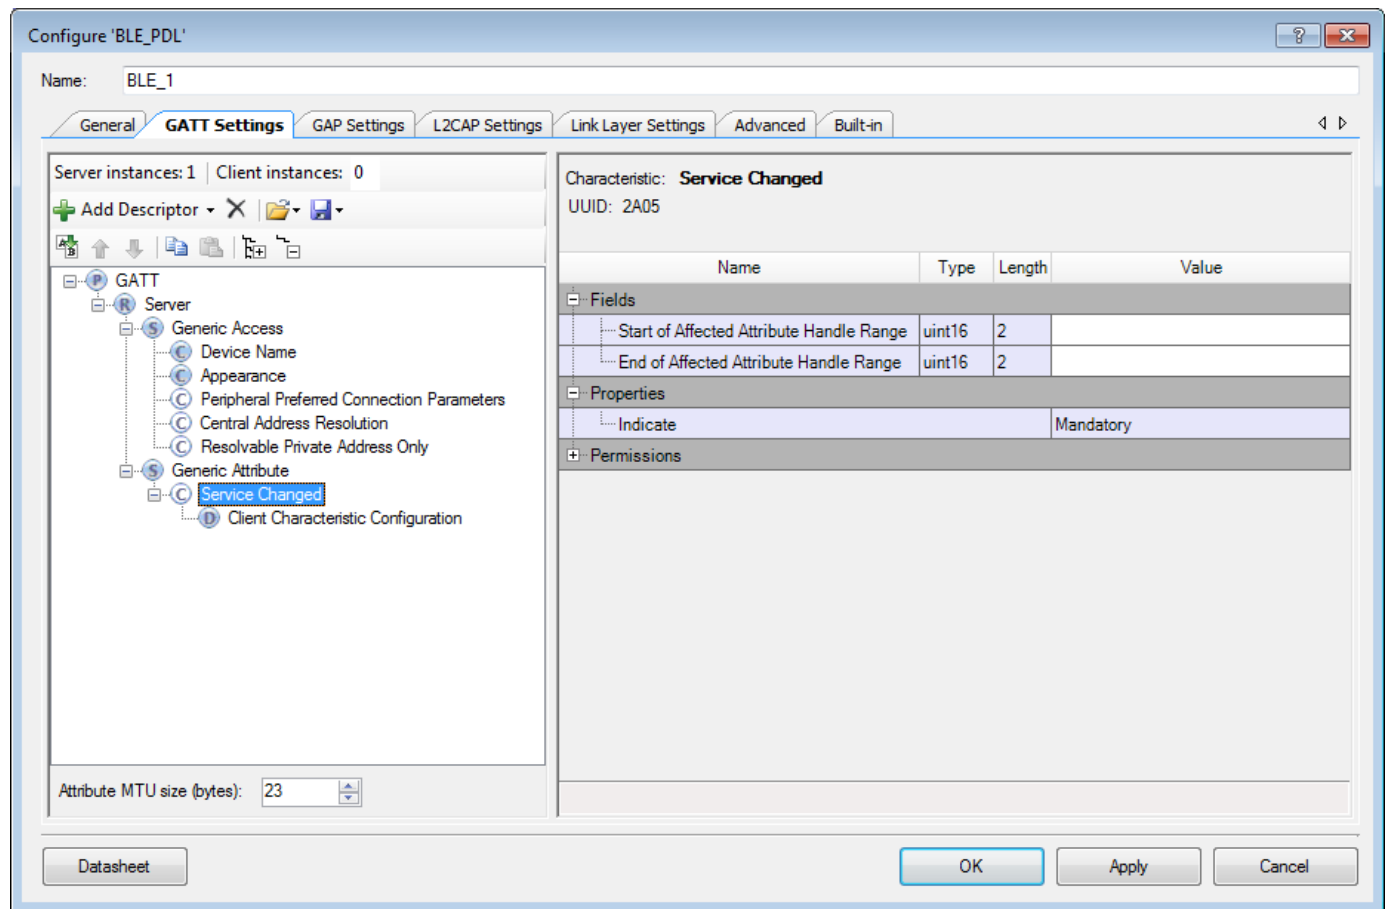 Configure 'BLE_PDL'
Name: BLE_1
General GATT Settings GAP Settings L2CAP Settings Link Layer Settings Advanced Built-in
Server instances: 1 Client instances: 0
Add Descriptor
GATT
Server
Generic Access
Device Name
Appearance
Peripheral Preferred Connection Parameters
Central Address Resolution
Resolvable Private Address Only
Generic Attribute
Service Changed
Client Characteristic Configuration
Attribute MTU size (bytes): 23
Characteristic: Service Changed
UUID: 2A05
Name Type Length Value
Fields
Start of Affected Attribute Handle Range uint16 2
End of Affected Attribute Handle Range uint16 2
Properties
Indicate Mandatory
Permissions
Datasheet OK Apply Cancel